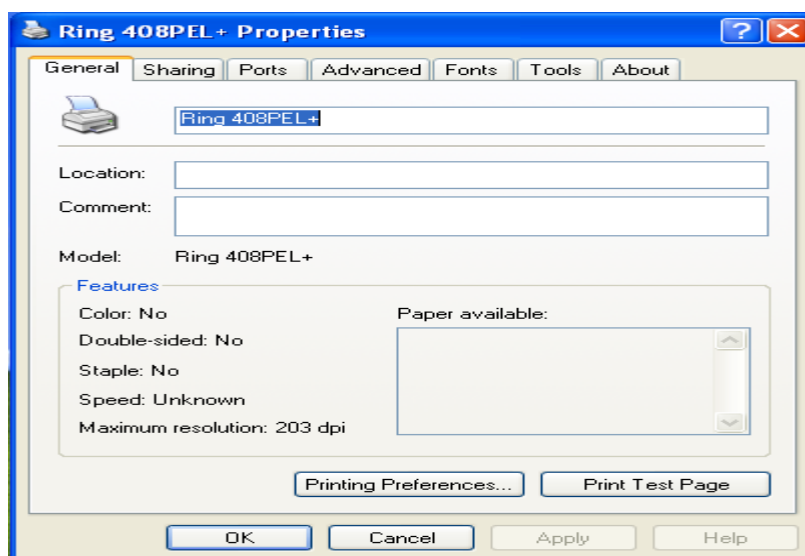 Ring 408PEL+ Properties
General Sharing Ports Advanced Fonts Tools About
Ring 408PEL+
Location:
Comment:
Model: Ring 408PEL+
Features
Color: No
Paper available:
Double-sided: No
Staple: No
Speed: Unknown
Maximum resolution: 203 dpi
Printing Preferences... Print Test Page
OK Cancel Apply Help